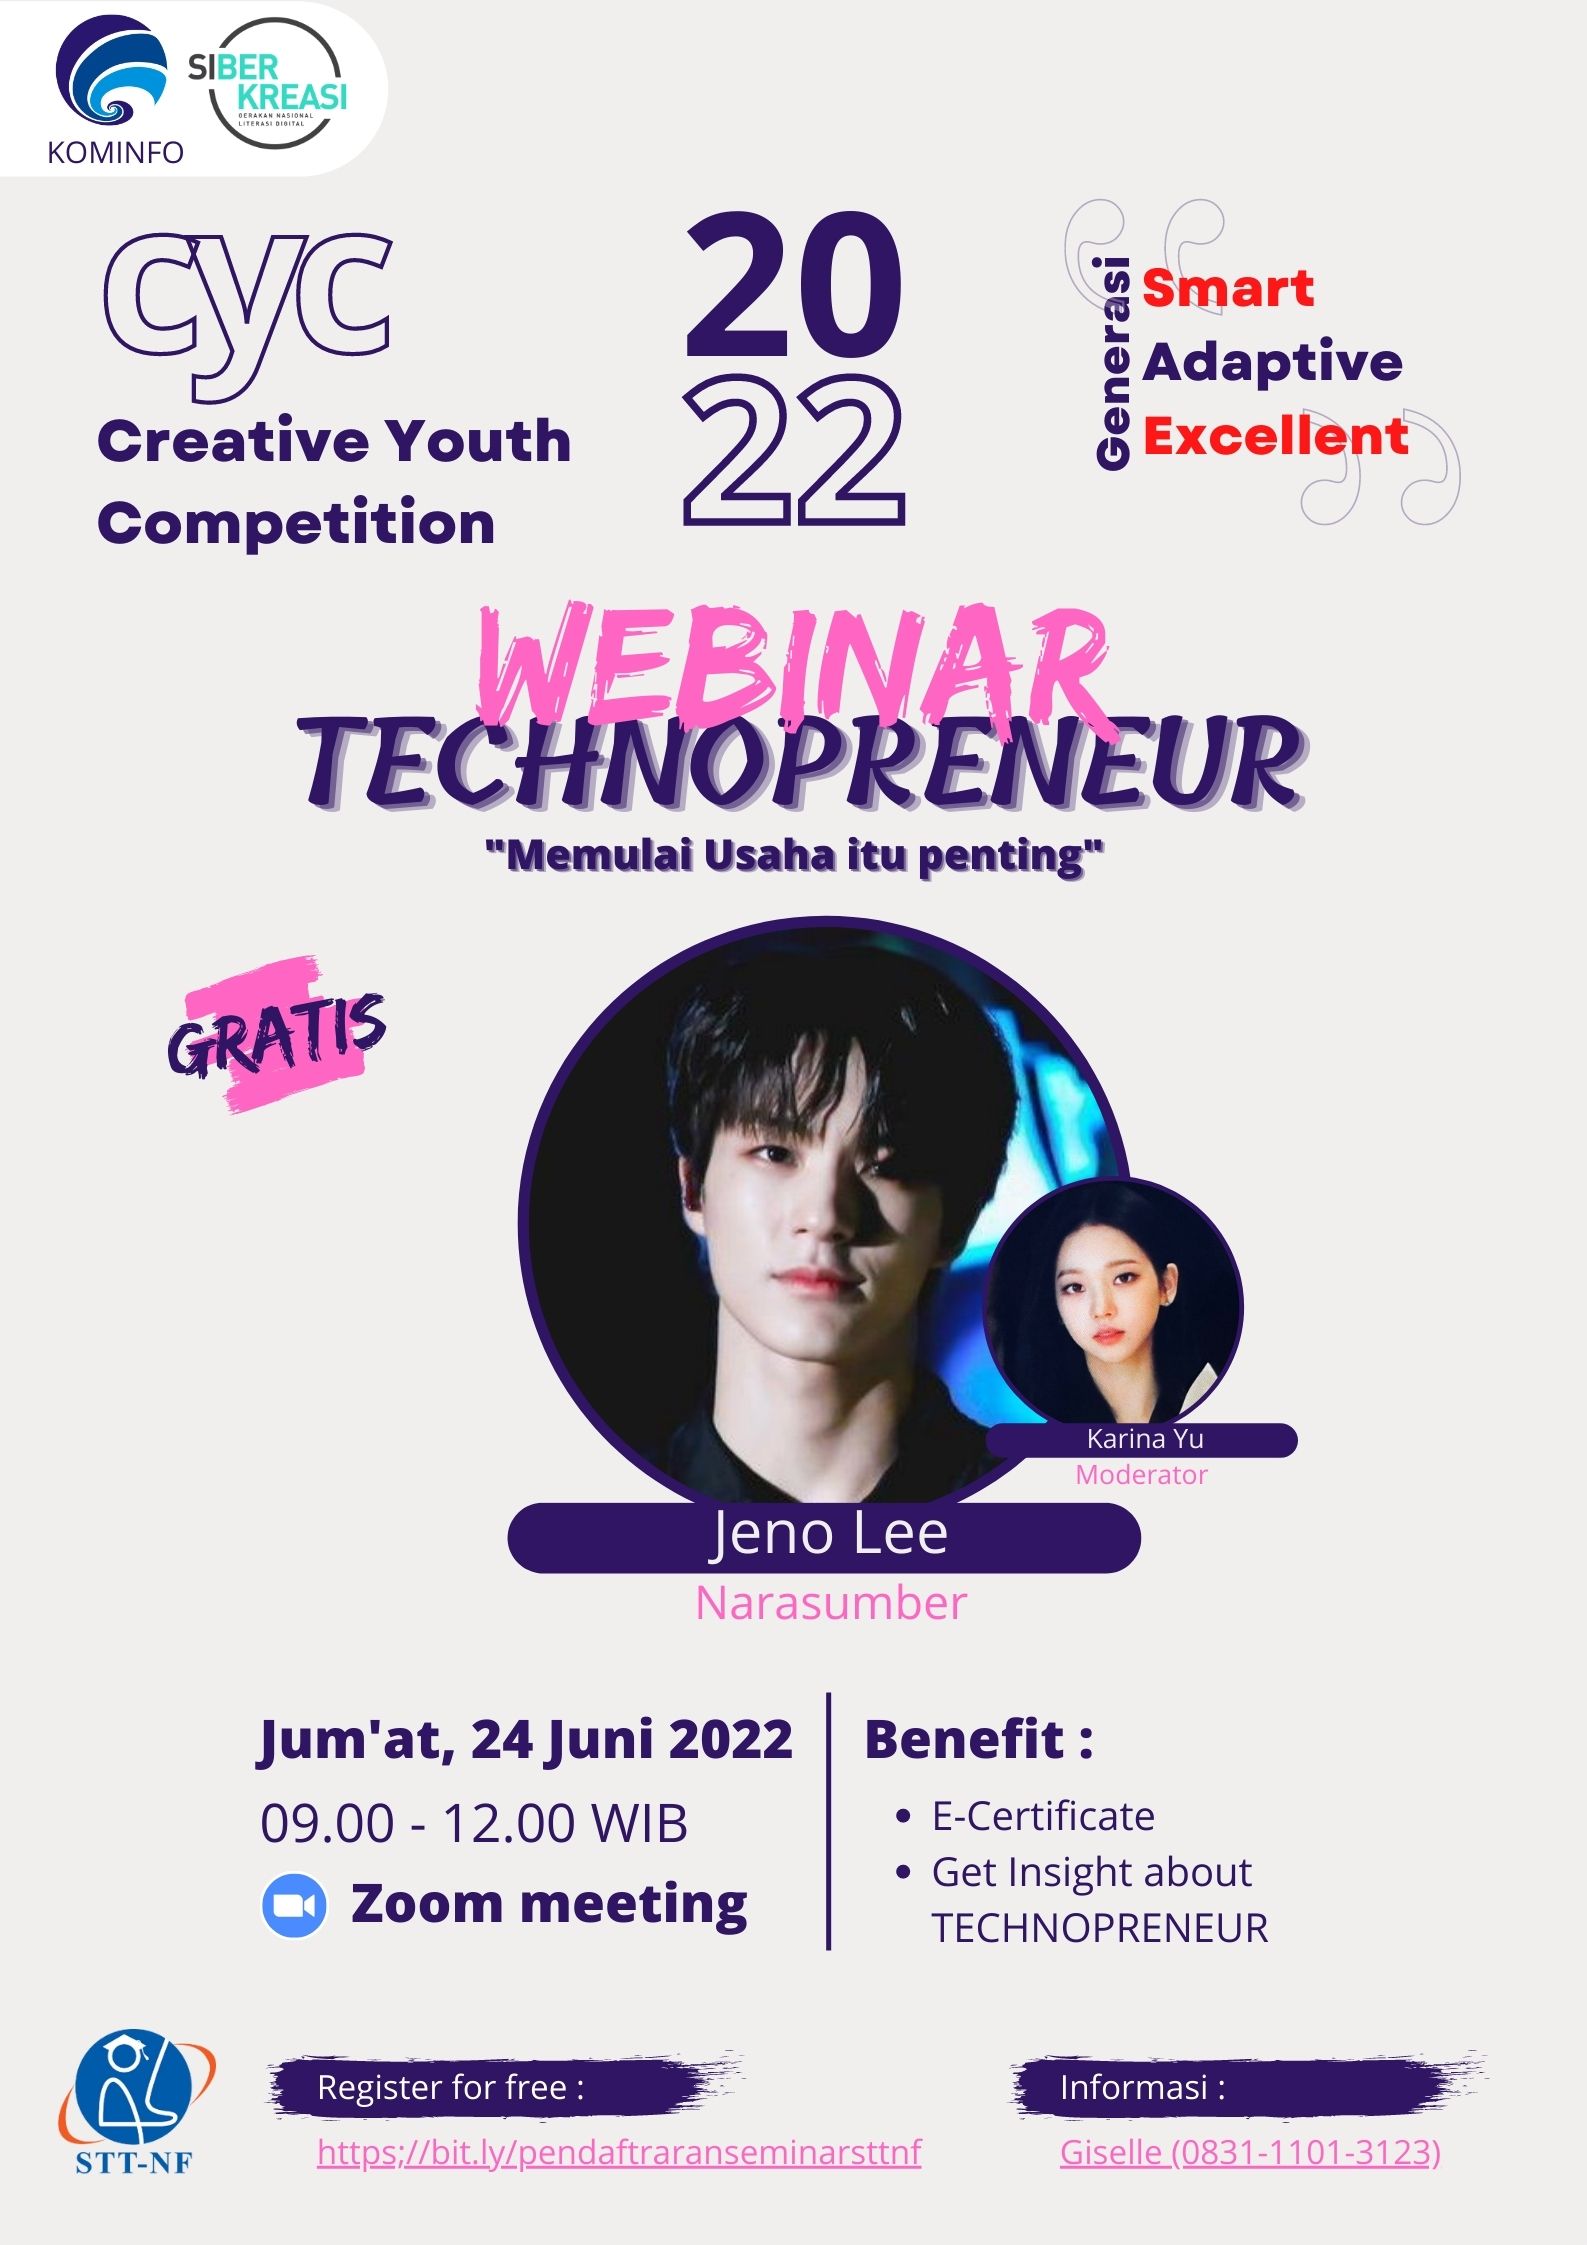 KOMINFO
SIBER
KREASI
GERAKAN NASIONAL
LITERASI DIGITAL
cyc
Creative Youth
Competition
20
22
Generasi
Smart
Adaptive
Excellent
WEBINAR
TECHNOPRENEUR
"Memulai Usaha itu penting"
GRATIS
Karina Yu
Moderator
Jeno Lee
Narasumber
Jum'at, 24 Juni 2022
09.00 - 12.00 WIB
Zoom meeting
Benefit :
• E-Certificate
• Get Insight about
TECHNOPRENEUR
STT-NF
Register for free :
https;//bit.ly/pendaftraranseminarsttnf
Informasi :
Giselle (0831-1101-3123)